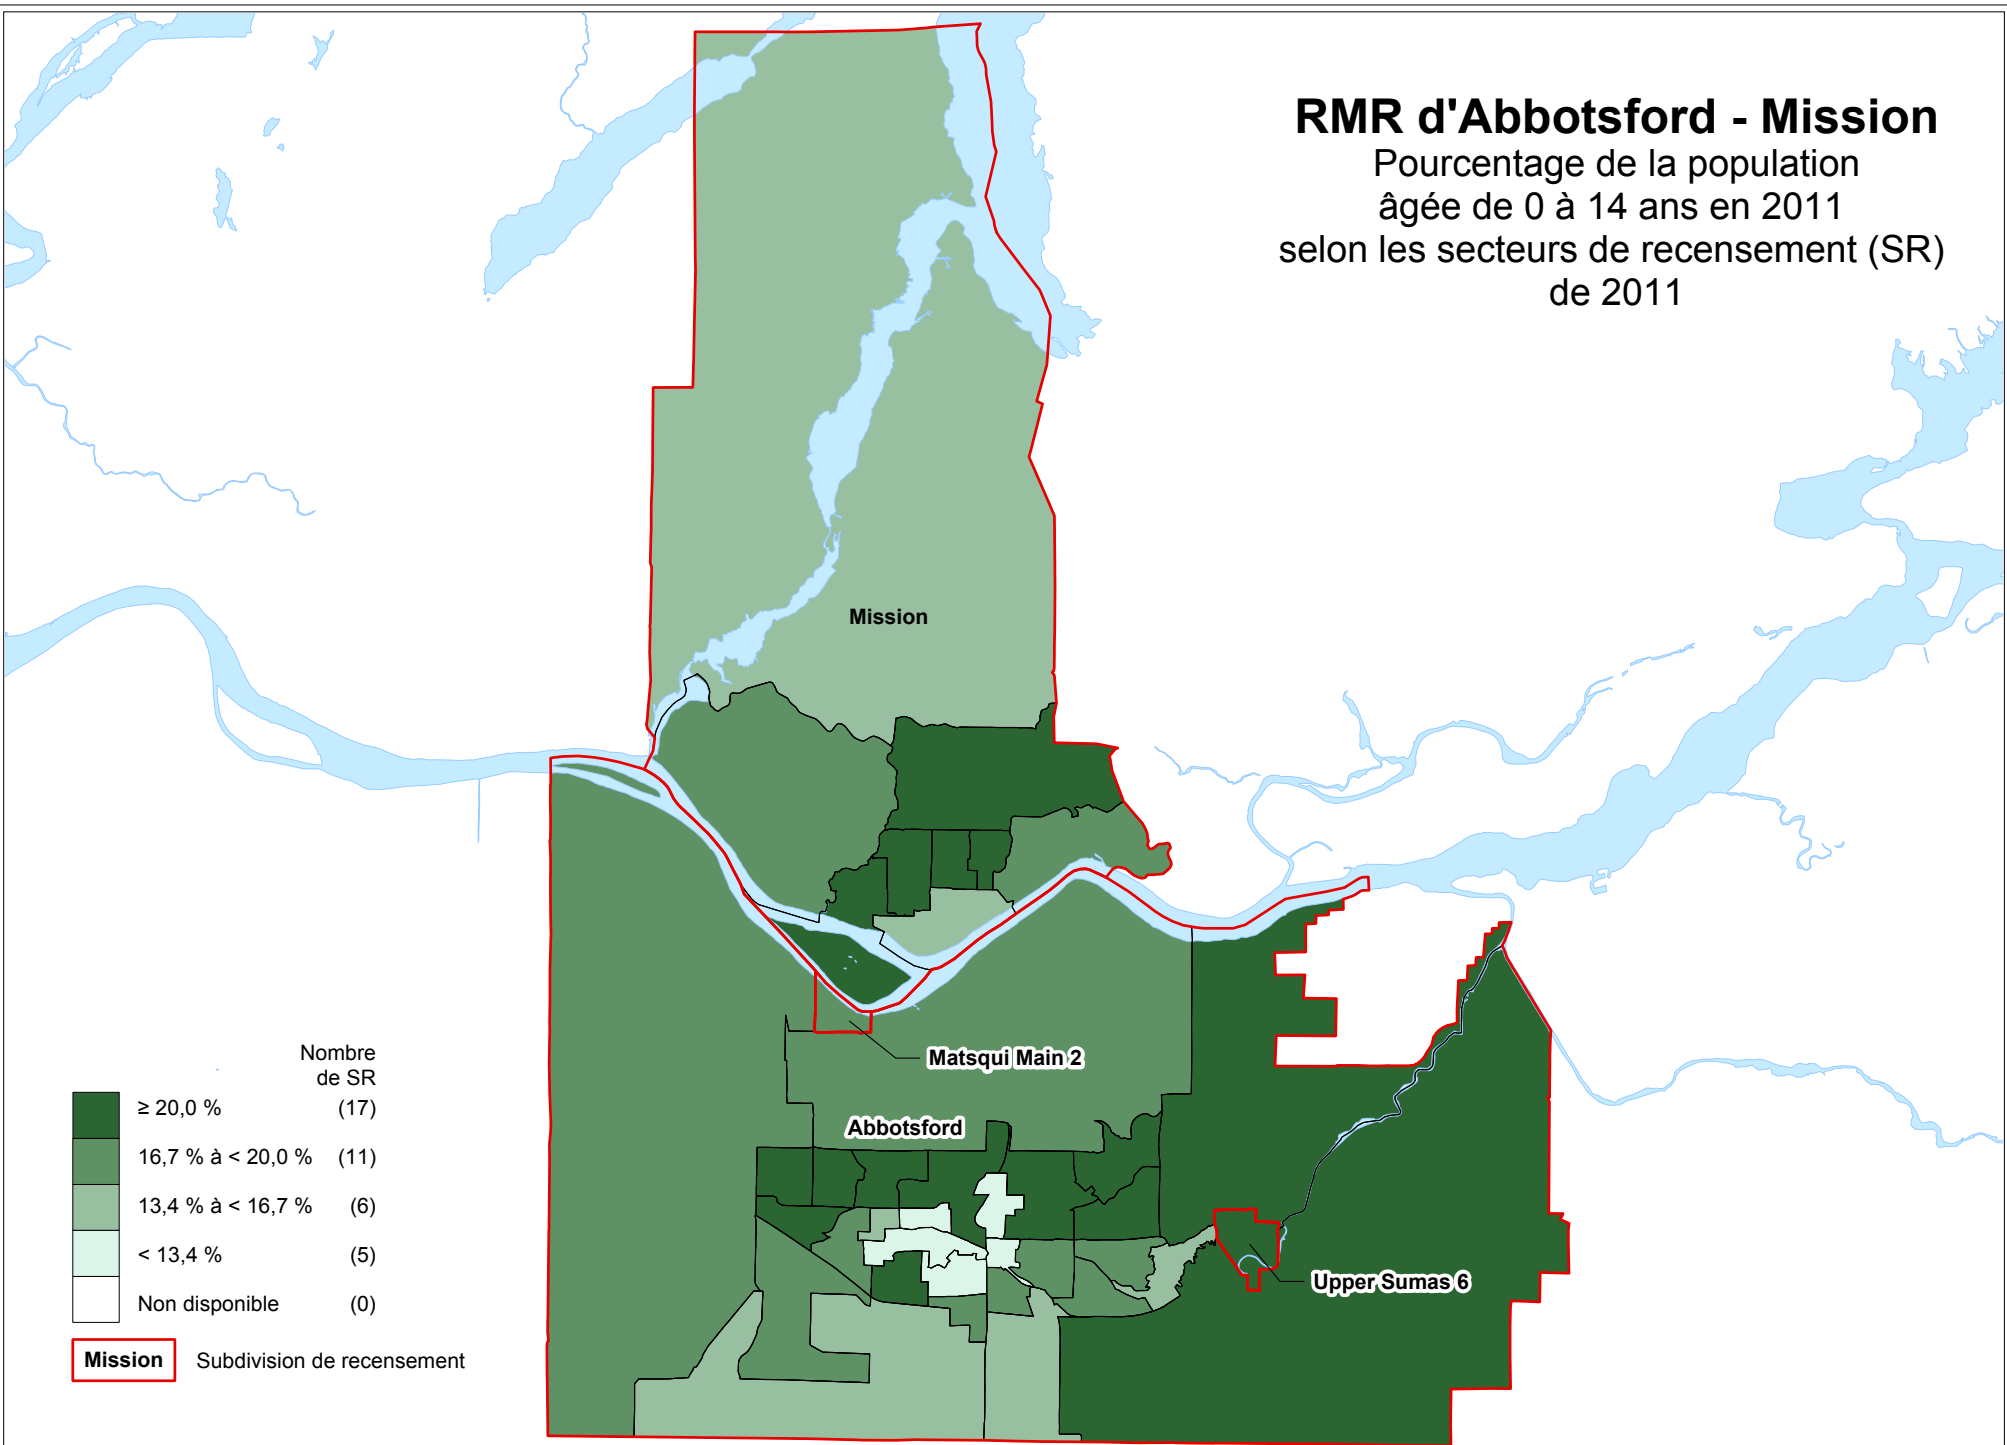 RMR d'Abbotsford - Mission
Pourcentage de la population
âgée de 0 à 14 ans en 2011
selon les secteurs de recensement (SR)
de 2011
Mission
Matsqui Main 2
Abbotsford
Upper Sumas 6
Nombre
de SR
≥ 20,0 % (17)
16,7 % à < 20,0 % (11)
13,4 % à < 16,7 % (6)
< 13,4 % (5)
Non disponible (0)
Mission Subdivision de recensement